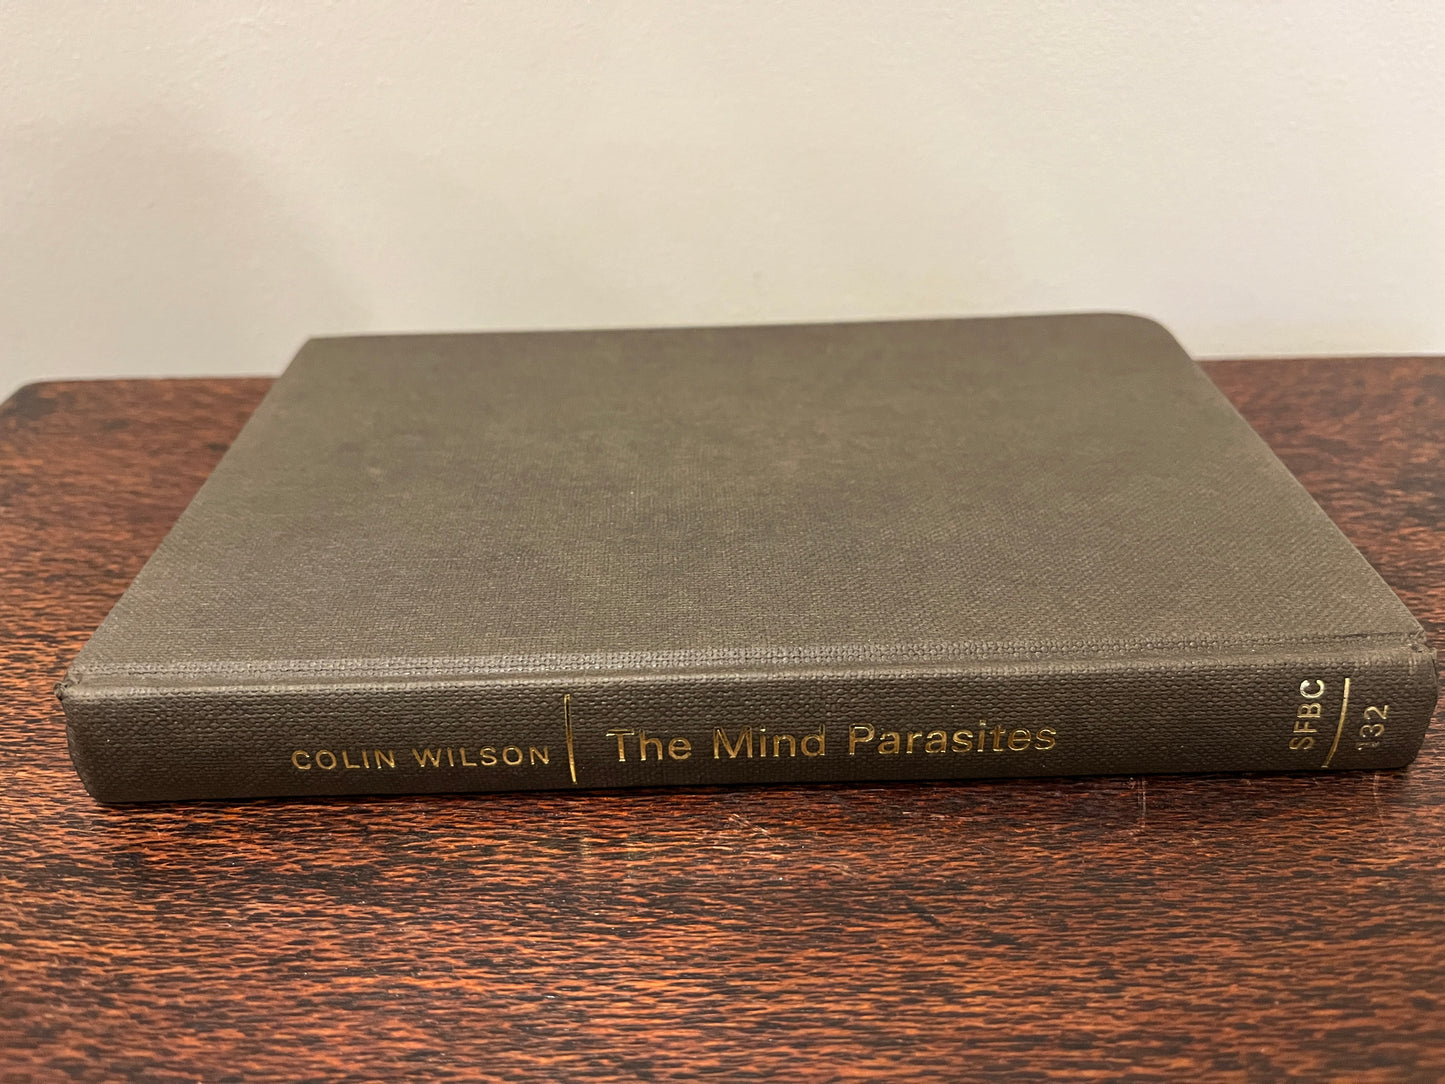 COLIN WILSON
The Mind Parasites
SFBC
132